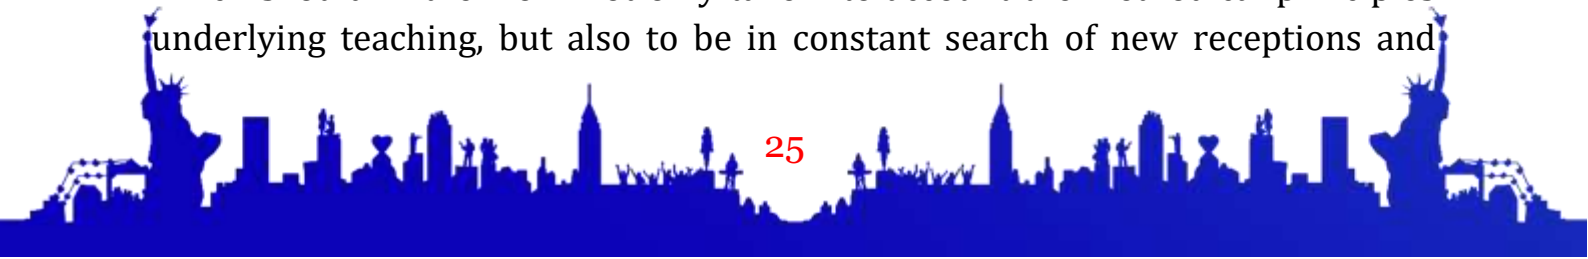 underlying teaching, but also to be in constant search of new receptions and
25